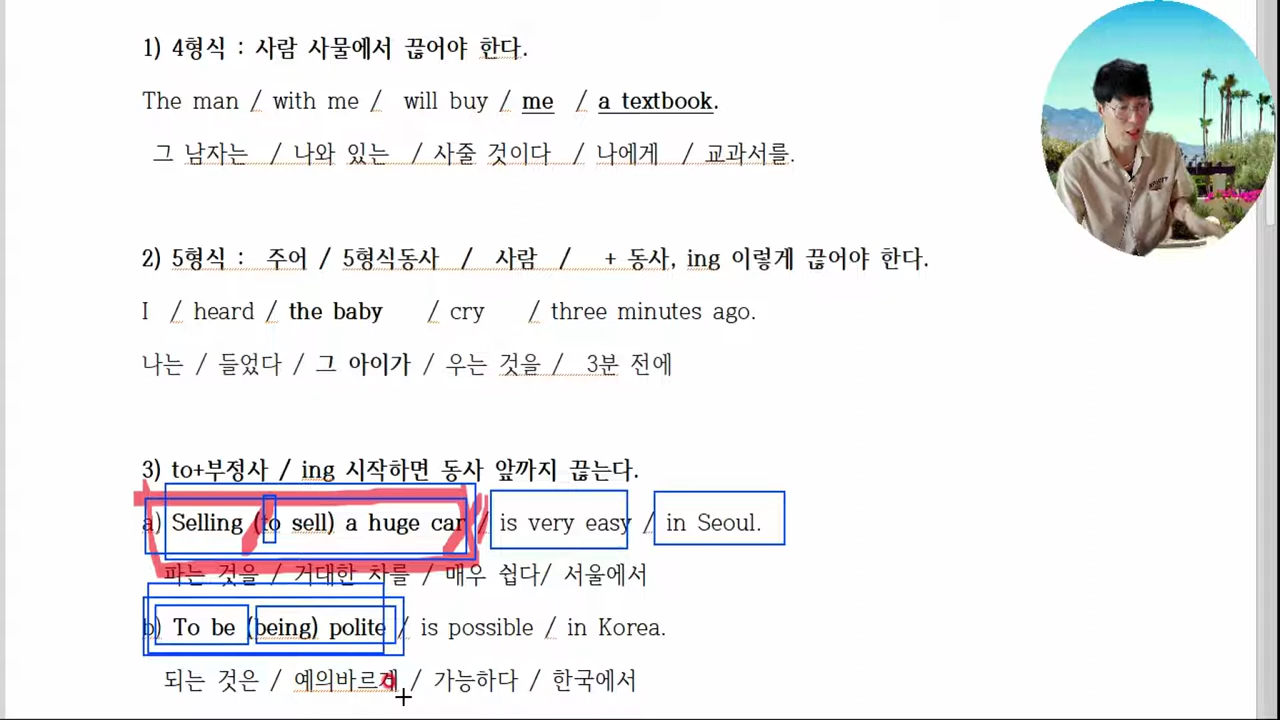 1) 4형식 : 사람 사물에서 끊어야 한다.
The man / with me / will buy / me / a textbook.
그 남자는 / 나와 있는 / 사줄 것이다 / 나에게 / 교과서를.
2) 5형식 : 주어 / 5형식동사 / 사람 / + 동사, ing 이렇게 끊어야 한다.
I / heard / the baby / cry / three minutes ago.
나는 / 들었다 / 그 아이가 / 우는 것을 / 3분 전에
3) to+부정사 / ing 시작하면 동사 앞까지 끊는다.
a) Selling (to sell) a huge car / is very easy / in Seoul.
파는 것을 / 거대한 차를 / 매우 쉽다/ 서울에서
b) To be (being) polite / is possible / in Korea.
되는 것은 / 예의바르게 / 가능하다 / 한국에서